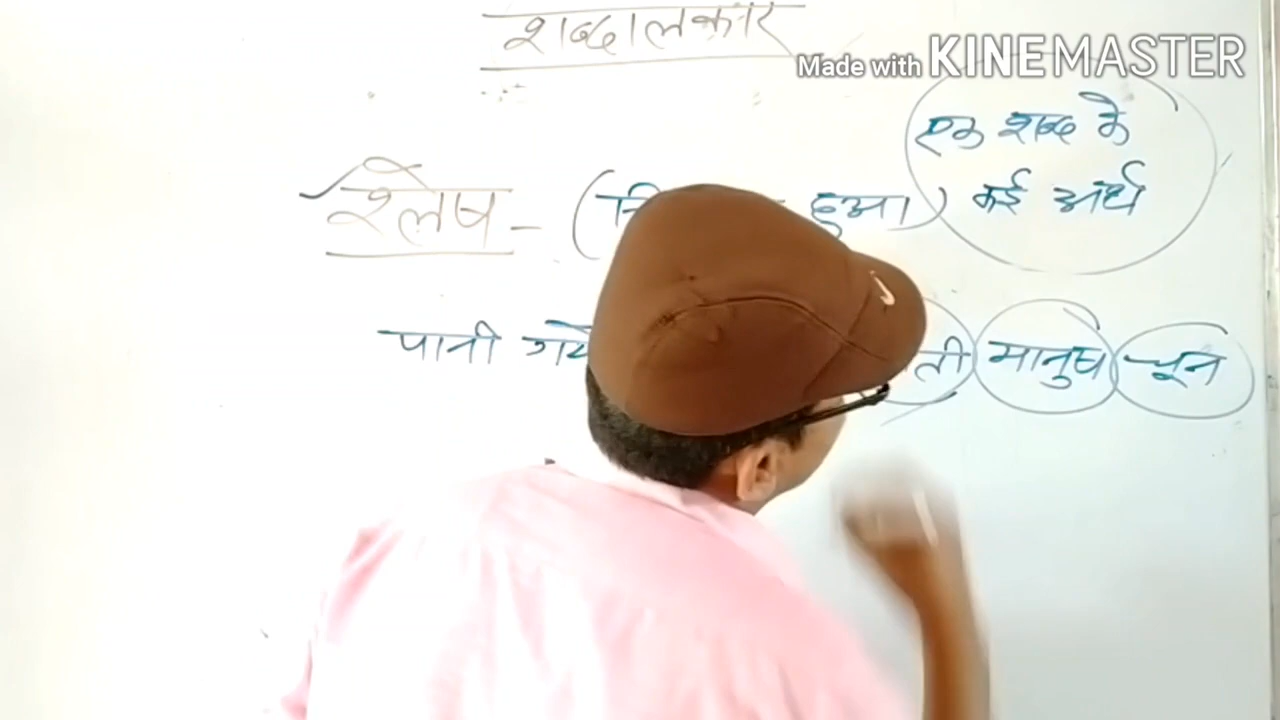 शब्दालंकार
Made with KINEMASTER
एक शब्द के
कई अर्थ
श्लेष - ( हुआ)
पानी मानुष चून